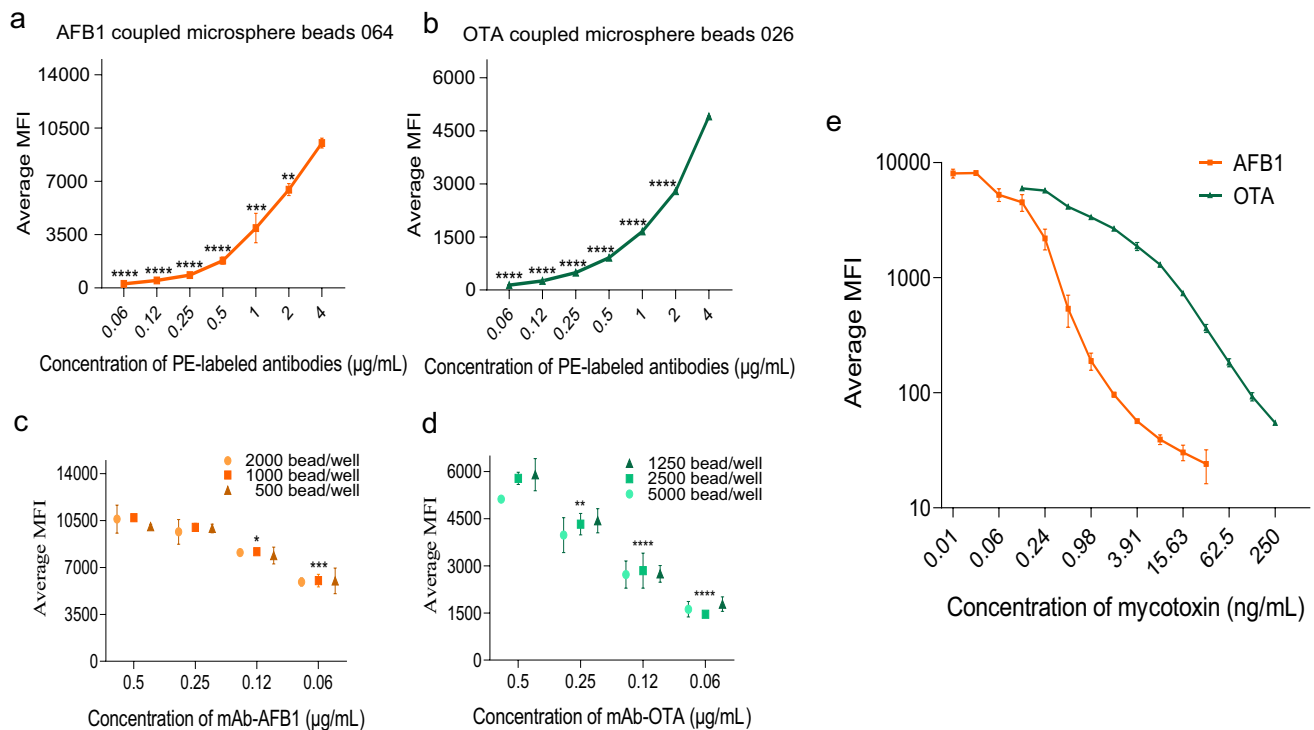 a
AFB1 coupled microsphere beads 064
14000
10500
7000
3500
0
Average MFI
**** **** **** **** *** **
0.06 0.12 0.25 0.5 1 2 4
Concentration of PE-labeled antibodies (µg/mL)
b
OTA coupled microsphere beads 026
6000
4500
3000
1500
0
Average MFI
**** **** **** **** **** ****
0.06 0.12 0.25 0.5 1 2 4
Concentration of PE-labeled antibodies (µg/mL)
c
2000 bead/well
1000 bead/well
500 bead/well
14000
10500
7000
3500
0
Average MFI
* ***
0.5 0.25 0.12 0.06
Concentration of mAb-AFB1 (µg/mL)
d
1250 bead/well
2500 bead/well
5000 bead/well
6000
4500
3000
1500
0
Average MFI
** **** ****
0.5 0.25 0.12 0.06
Concentration of mAb-OTA (µg/mL)
e
AFB1
OTA
10000
1000
100
10
Average MFI
0.01 0.06 0.24 0.98 3.91 15.63 62.5 250
Concentration of mycotoxin (ng/mL)